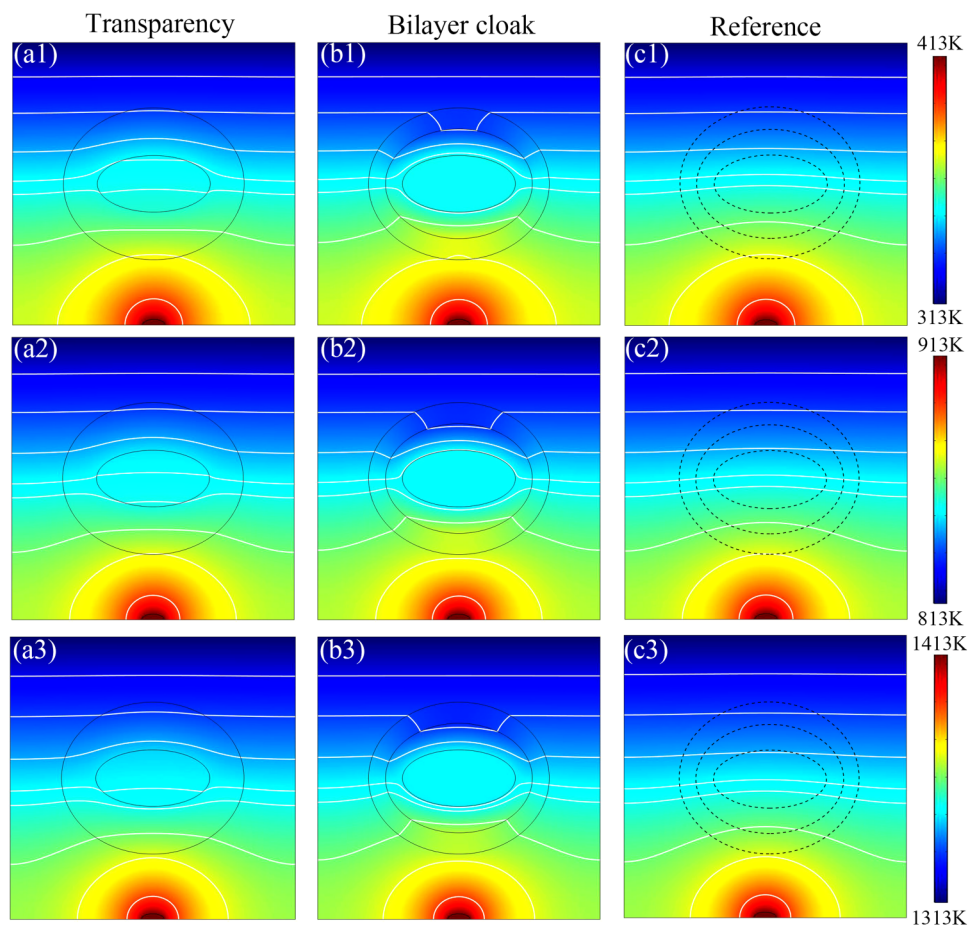 Transparency
Bilayer cloak
Reference
(a1)
(b1)
(c1)
413K
313K
(a2)
(b2)
(c2)
913K
813K
(a3)
(b3)
(c3)
1413K
1313K